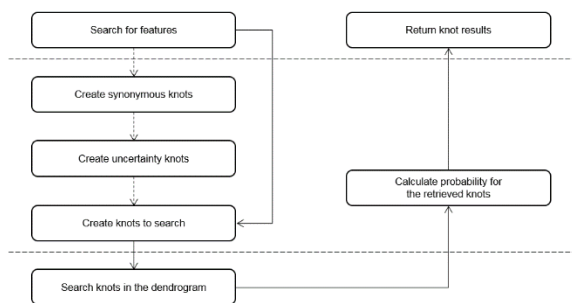 Search for features
Return knot results
Create synonymous knots
Create uncertainty knots
Calculate probability for
the retrieved knots
Create knots to search
Search knots in the dendrogram